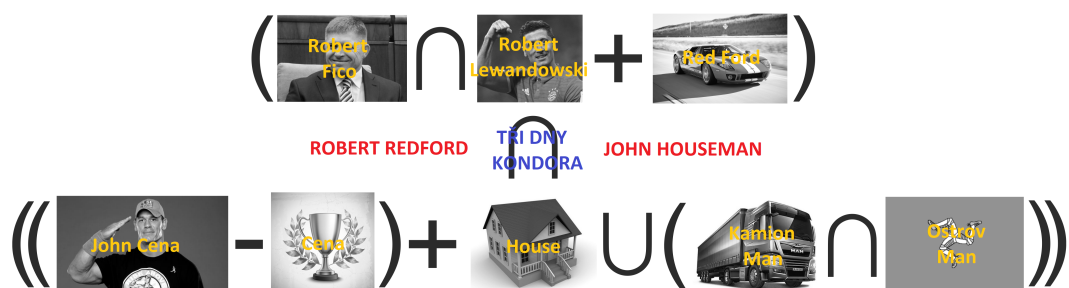 Robert
Fico
Robert
Lewandowski
Red Ford
ROBERT REDFORD
TŘI DNY
KONDORA
JOHN HOUSEMAN
John Cena
Cena
House
Kamion
Man
Ostrov
Man